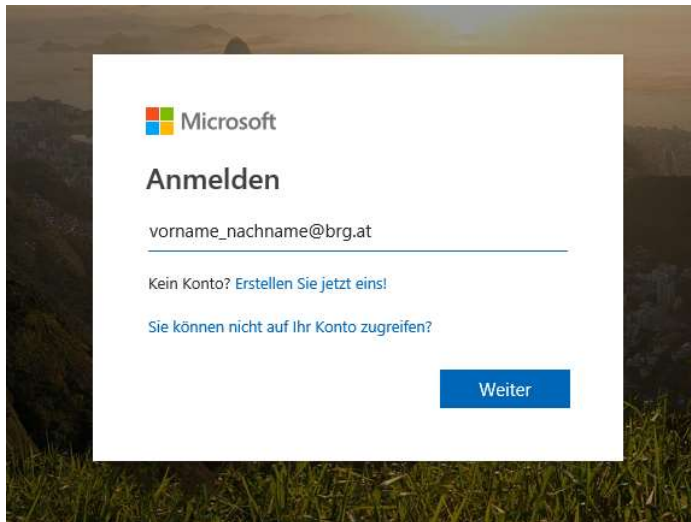 Microsoft
Anmelden
vorname_nachname@brg.at
Kein Konto? Erstellen Sie jetzt eins!
Sie können nicht auf Ihr Konto zugreifen?
Weiter